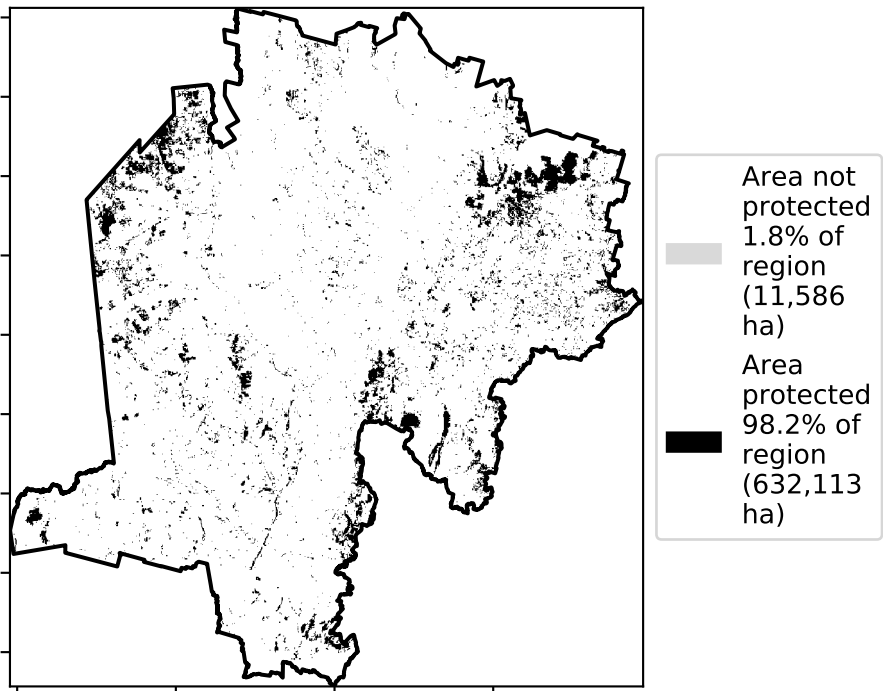 Area not
protected
1.8% of
region
(11,586
ha)
Area
protected
98.2% of
region
(632,113
ha)